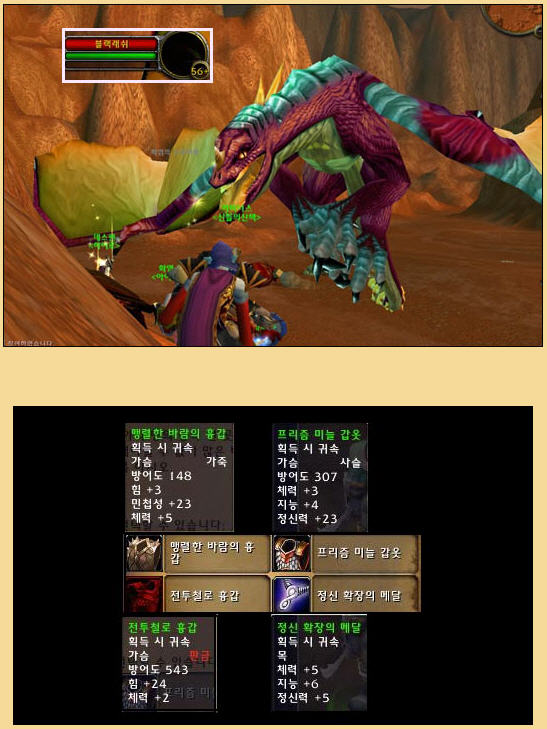 블랙래쉬
56+
<신들의산책>
맹렬한 바람의 흉갑
획득 시 귀속
가슴 가죽
방어도 148
힘 +3
민첩성 +23
체력 +5
프리즘 미늘 갑옷
획득 시 귀속
가슴 사슬
방어도 307
체력 +3
지능 +4
정신력 +23
맹렬한 바람의 흉
갑
프리즘 미늘 갑옷
전투철로 흉갑
정신 확장의 메달
전투철로 흉갑
획득 시 귀속
가슴 판금
방어도 543
힘 +24
체력 +2
정신 확장의 메달
획득 시 귀속
목
체력 +5
지능 +6
정신력 +5